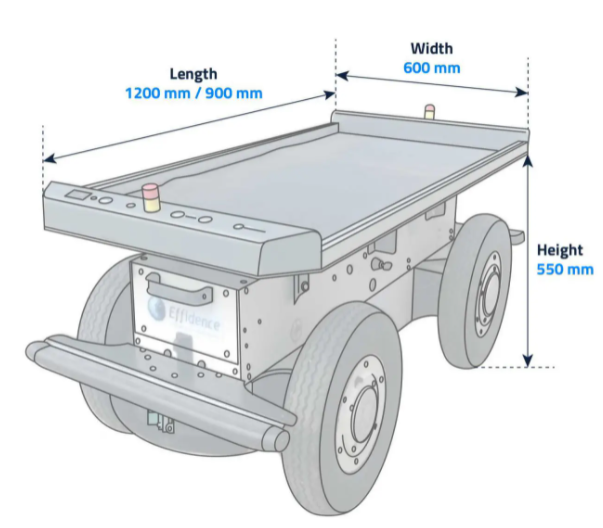 Width
600 mm
Length
1200 mm / 900 mm
Height
550 mm
Effidence